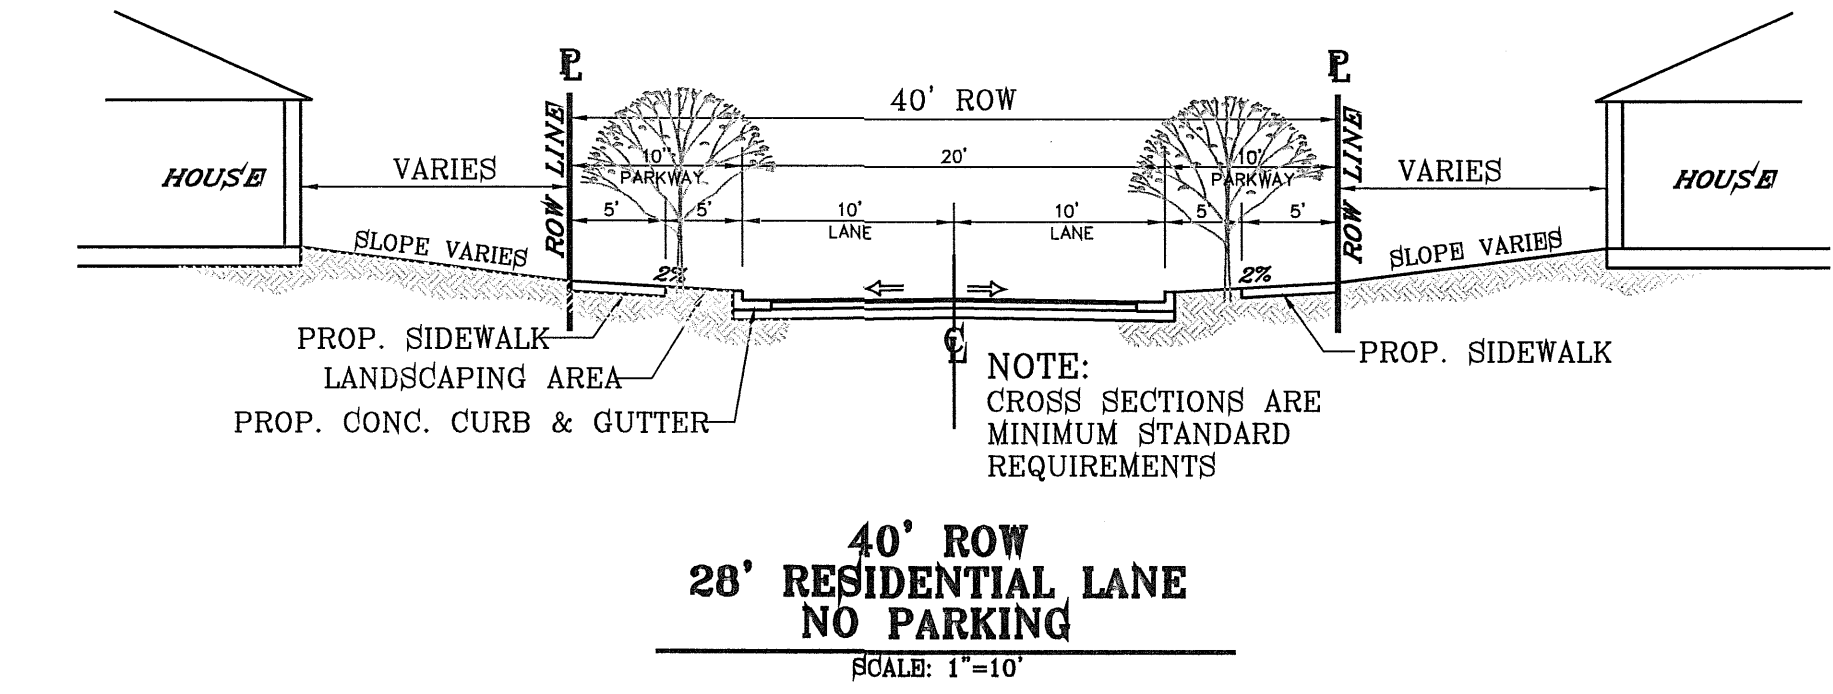 PL
PL
40' ROW
ROW LINE
ROW LINE
10"
20'
10'
HOUSE
VARIES
PARKWAY
PARKWAY
VARIES
HOUSE
5'
5'
10'
10'
5'
5'
LANE
LANE
SLOPE VARIES
SLOPE VARIES
2%
2%
PROP. SIDEWALK
LANDSCAPING AREA
PROP. CONC. CURB & GUTTER
CL
NOTE:
CROSS SECTIONS ARE
MINIMUM STANDARD
REQUIREMENTS
PROP. SIDEWALK
40' ROW
28' RESIDENTIAL LANE
NO PARKING
SCALE: 1"=10'